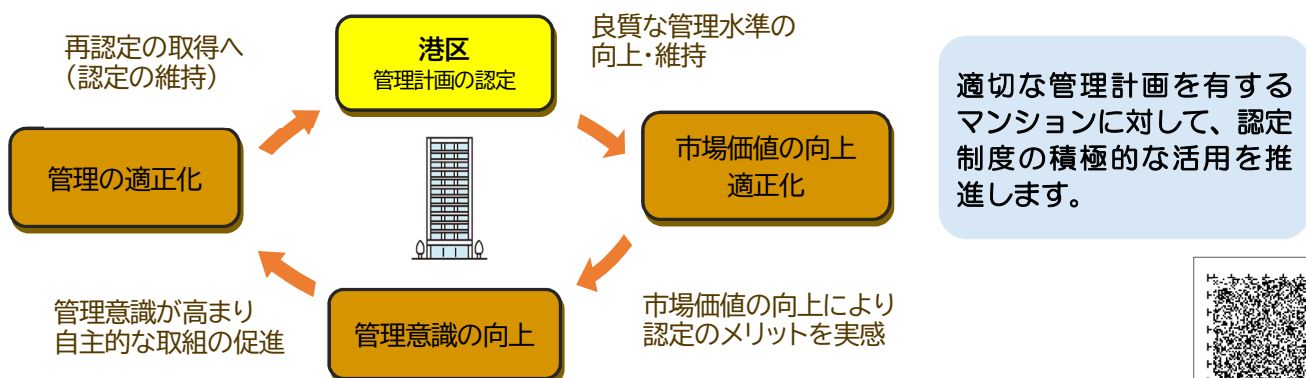 再認定の取得へ
（認定の維持）
港区
管理計画の認定
良質な管理水準の
向上・維持
市場価値の向上
適正化
市場価値の向上により
認定のメリットを実感
管理意識の向上
管理意識が高まり
自主的な取組の促進
管理の適正化
適切な管理計画を有する
マンションに対して、認定
制度の積極的な活用を推
進します。